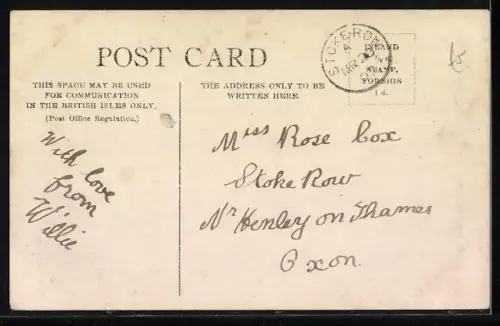 POST CARD
THIS SPACE MAY BE USED
FOR COMMUNICATION
IN THE BRITISH ISLES ONLY.
(Post Office Regulation.)
THE ADDRESS ONLY TO BE
WRITTEN HERE.
STOKE ROW
INLAND
STAMP.
FOREIGN
1d.
With love
from
Willie
Miss Rose Cox
Stoke Row
Nr Henley on Thames
Oxon.